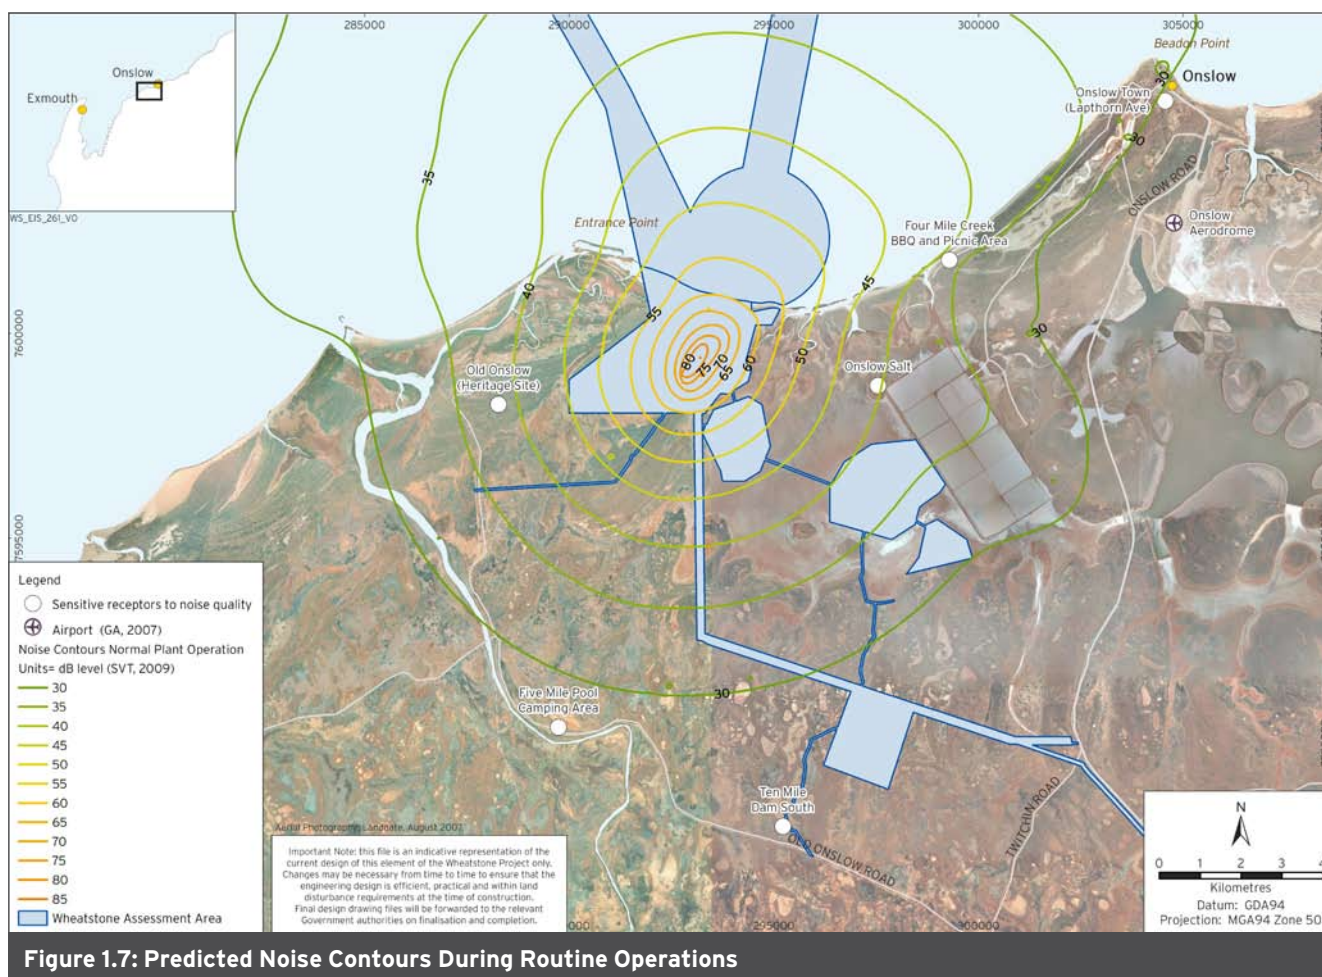 285000
290000
295000
300000
305000
Onslow
Exmouth
WS_EIS_261_V0
Beadon Point
Onslow
30
Onslow Town
(Lapthorn Ave)
30
ONSLOW ROAD
Onslow
Aerodrome
35
Entrance Point
Four Mile Creek
BBQ and Picnic Area
40
45
55
7600000
30
80
75
70
65
60
50
Old Onslow
(Heritage Site)
Onslow Salt
7595000
30
Five Mile Pool
Camping Area
Ten Mile
Dam South
OLD ONSLOW ROAD
TWITCHIN ROAD
Legend
Sensitive receptors to noise quality
Airport (GA, 2007)
Noise Contours Normal Plant Operation
Units= dB level (SVT, 2009)
30
35
40
45
50
55
60
65
70
75
80
85
Wheatstone Assessment Area
Aerial Photography: Landgate, August 2007
Important Note: this file is an indicative representation of the
current design of this element of the Wheatstone Project only.
Changes may be necessary from time to time to ensure that the
engineering design is efficient, practical and within land
disturbance requirements at the time of construction.
Final design drawing files will be forwarded to the relevant
Government authorities on finalisation and completion.
295000
300000
N
0 1 2 3 4
Kilometres
Datum: GDA94
Projection: MGA94 Zone 50
Figure 1.7: Predicted Noise Contours During Routine Operations